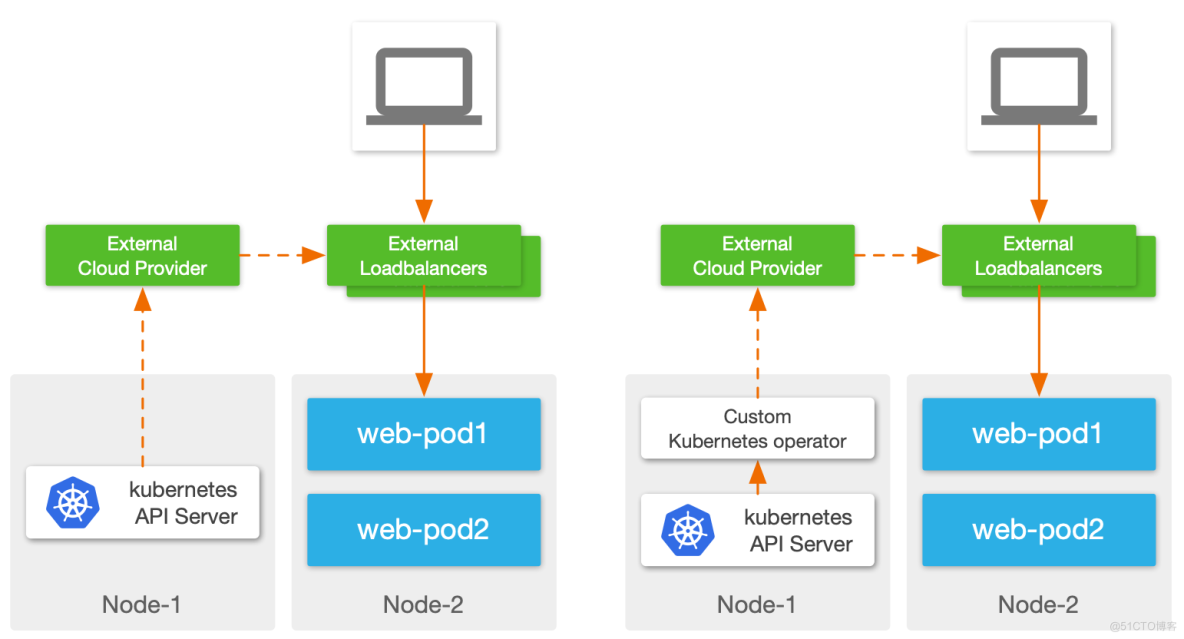 External
Cloud Provider
External
Loadbalancers
web-pod1
kubernetes
API Server
web-pod2
Node-1
Node-2
External
Cloud Provider
External
Loadbalancers
Custom
Kubernetes operator
web-pod1
kubernetes
API Server
web-pod2
Node-1
Node-2
@51CTO博客